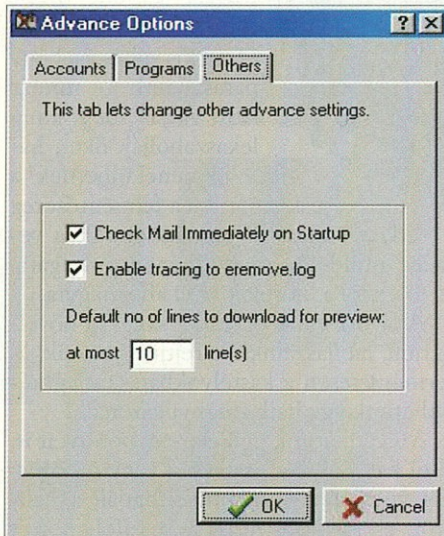 Advance Options
Accounts Programs Others
This tab lets change other advance settings.
Check Mail Immediately on Startup
Enable tracing to eremove.log
Default no of lines to download for preview:
at most 10 line(s)
OK Cancel